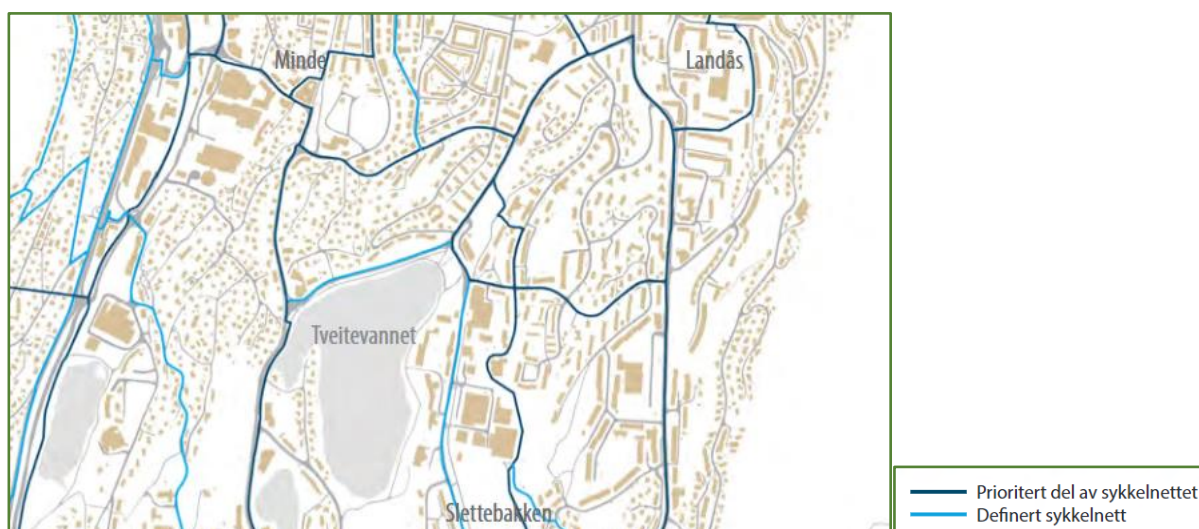 Minde
Landås
Tveitevannet
Slettebakken
Prioritert del av sykkelnettet
Definert sykkelnett